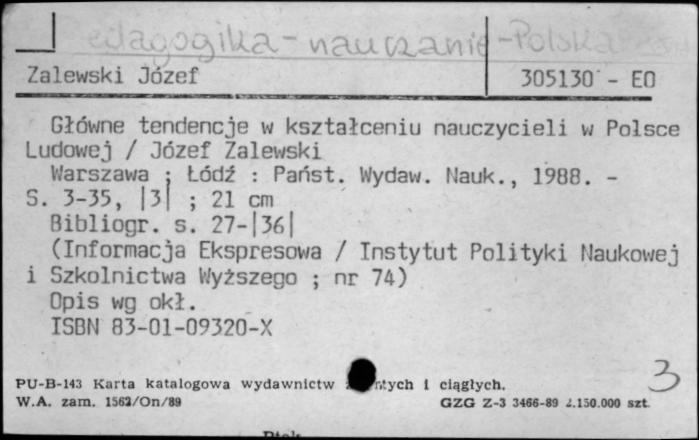 Pedagogika - nauczanie - Polska
Zalewski Józef 305130 - EO
Główne tendencje w kształceniu nauczycieli w Polsce
Ludowej / Józef Zalewski
Warszawa ; Łódź : Państ. Wydaw. Nauk., 1988. -
S. 3-35, |3| ; 21 cm
Bibliogr. s. 27-|36|
(Informacja Ekspresowa / Instytut Polityki Naukowej
i Szkolnictwa Wyższego ; nr 74)
Opis wg okł.
ISBN 83-01-09320-X
3
PU-B-143 Karta katalogowa wydawnictw i ciągłych.
W.A. zam. 1562/On/89 GZG Z-3 3466-89 2.150.000 szt.